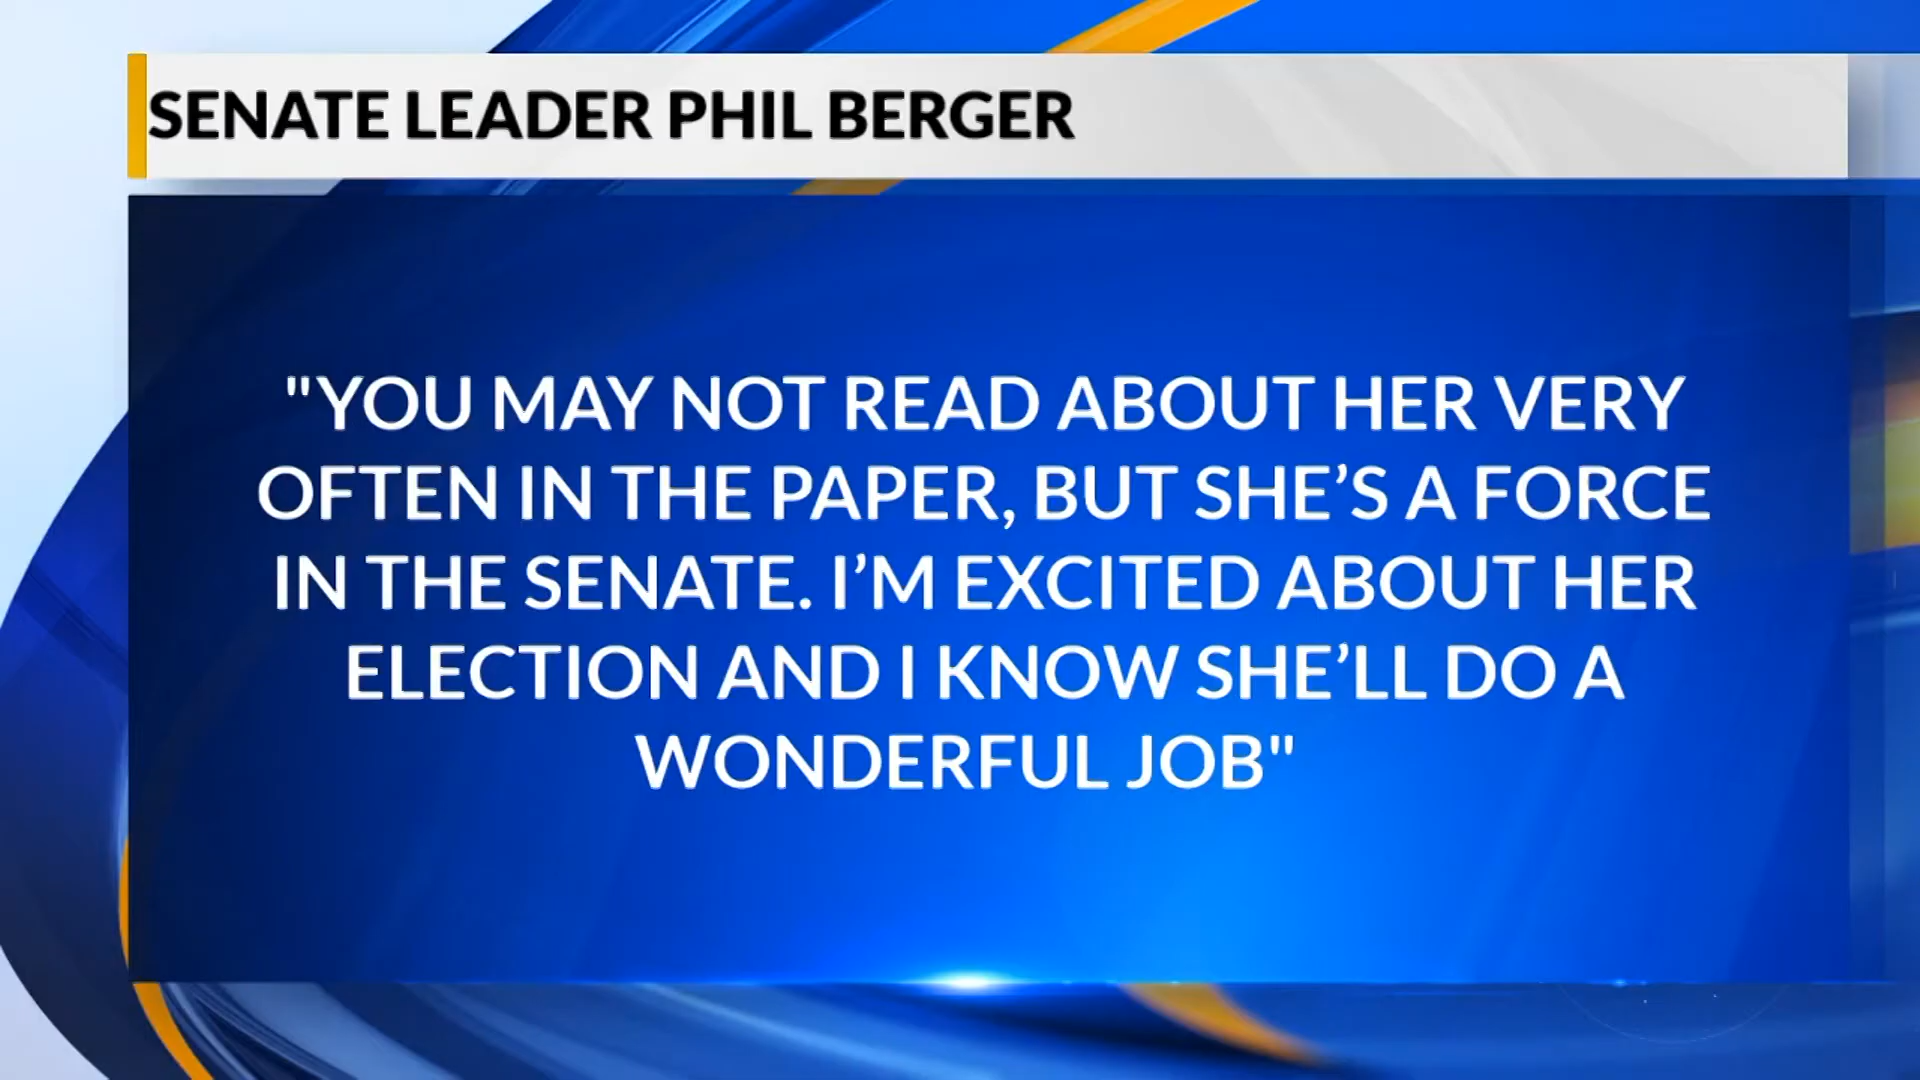 SENATE LEADER PHIL BERGER
"YOU MAY NOT READ ABOUT HER VERY
OFTEN IN THE PAPER, BUT SHE’S A FORCE
IN THE SENATE. I’M EXCITED ABOUT HER
ELECTION AND I KNOW SHE’LL DO A
WONDERFUL JOB"